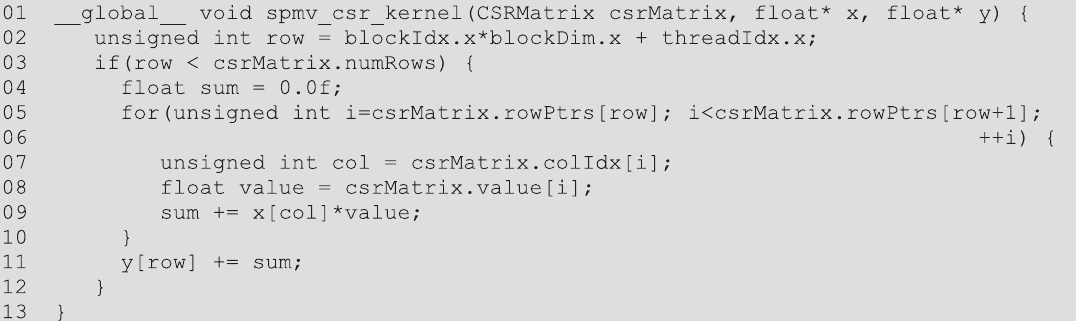 01 __global__ void spmv_csr_kernel(CSRMatrix csrMatrix, float* x, float* y) {
02    unsigned int row = blockIdx.x*blockDim.x + threadIdx.x;
03    if(row < csrMatrix.numRows) {
04      float sum = 0.0f;
05      for(unsigned int i=csrMatrix.rowPtrs[row]; i<csrMatrix.rowPtrs[row+1];
06                                                                      ++i) {
07         unsigned int col = csrMatrix.colIdx[i];
08         float value = csrMatrix.value[i];
09         sum += x[col]*value;
10      }
11      y[row] += sum;
12    }
13 }